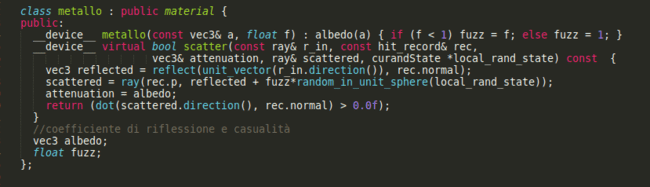 class metallo : public material {
public:
__device__ metallo(const vec3& a, float f) : albedo(a) { if (f < 1) fuzz = f; else fuzz = 1; }
__device__ virtual bool scatter(const ray& r_in, const hit_record& rec,
vec3& attenuation, ray& scattered, curandState *local_rand_state) const {
vec3 reflected = reflect(unit_vector(r_in.direction()), rec.normal);
scattered = ray(rec.p, reflected + fuzz*random_in_unit_sphere(local_rand_state));
attenuation = albedo;
return (dot(scattered.direction(), rec.normal) > 0.0f);
}
//coefficiente di riflessione e casualità
vec3 albedo;
float fuzz;
};